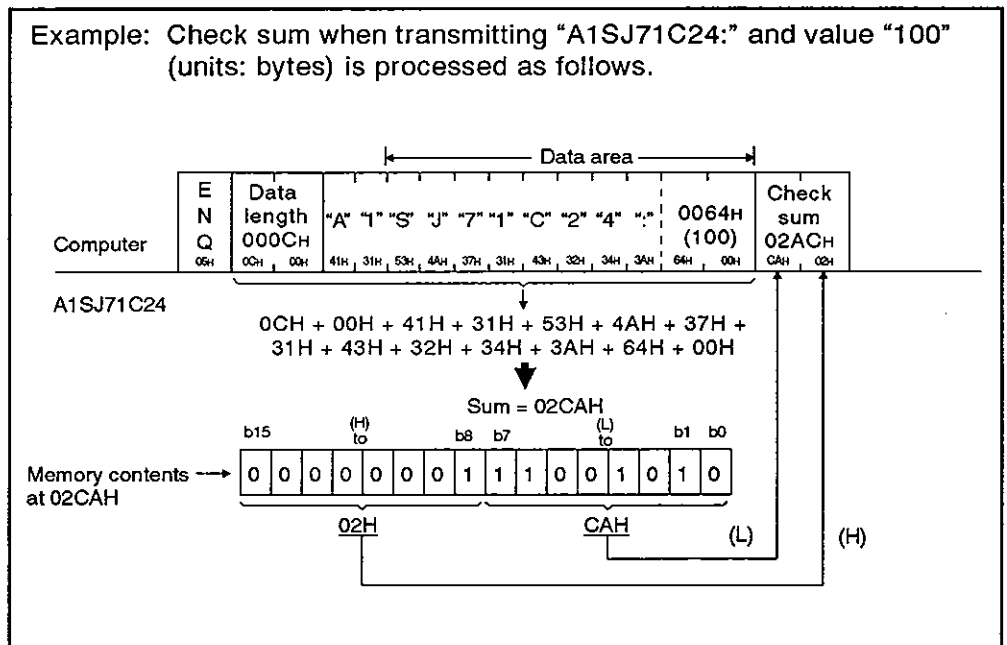 Example: Check sum when transmitting “A1SJ71C24:” and value “100”
(units: bytes) is processed as follows.
Data area
E
N
Q
Data
length
000CH
"A" "1" "S" "J" "7" "1" "C" "2" "4" ":"
0064H
(100)
Check
sum
02ACH
Computer
05H 0CH 00H 41H 31H 53H 4AH 37H 31H 43H 32H 34H 3AH 64H 00H CAH 02H
A1SJ71C24
0CH + 00H + 41H + 31H + 53H + 4AH + 37H +
31H + 43H + 32H + 34H + 3AH + 64H + 00H
Sum = 02CAH
b15 (H) to b8 b7 (L) to b1 b0
Memory contents
at 02CAH
0 0 0 0 0 0 0 1 1 1 0 0 1 0 1 0
02H CAH (L) (H)